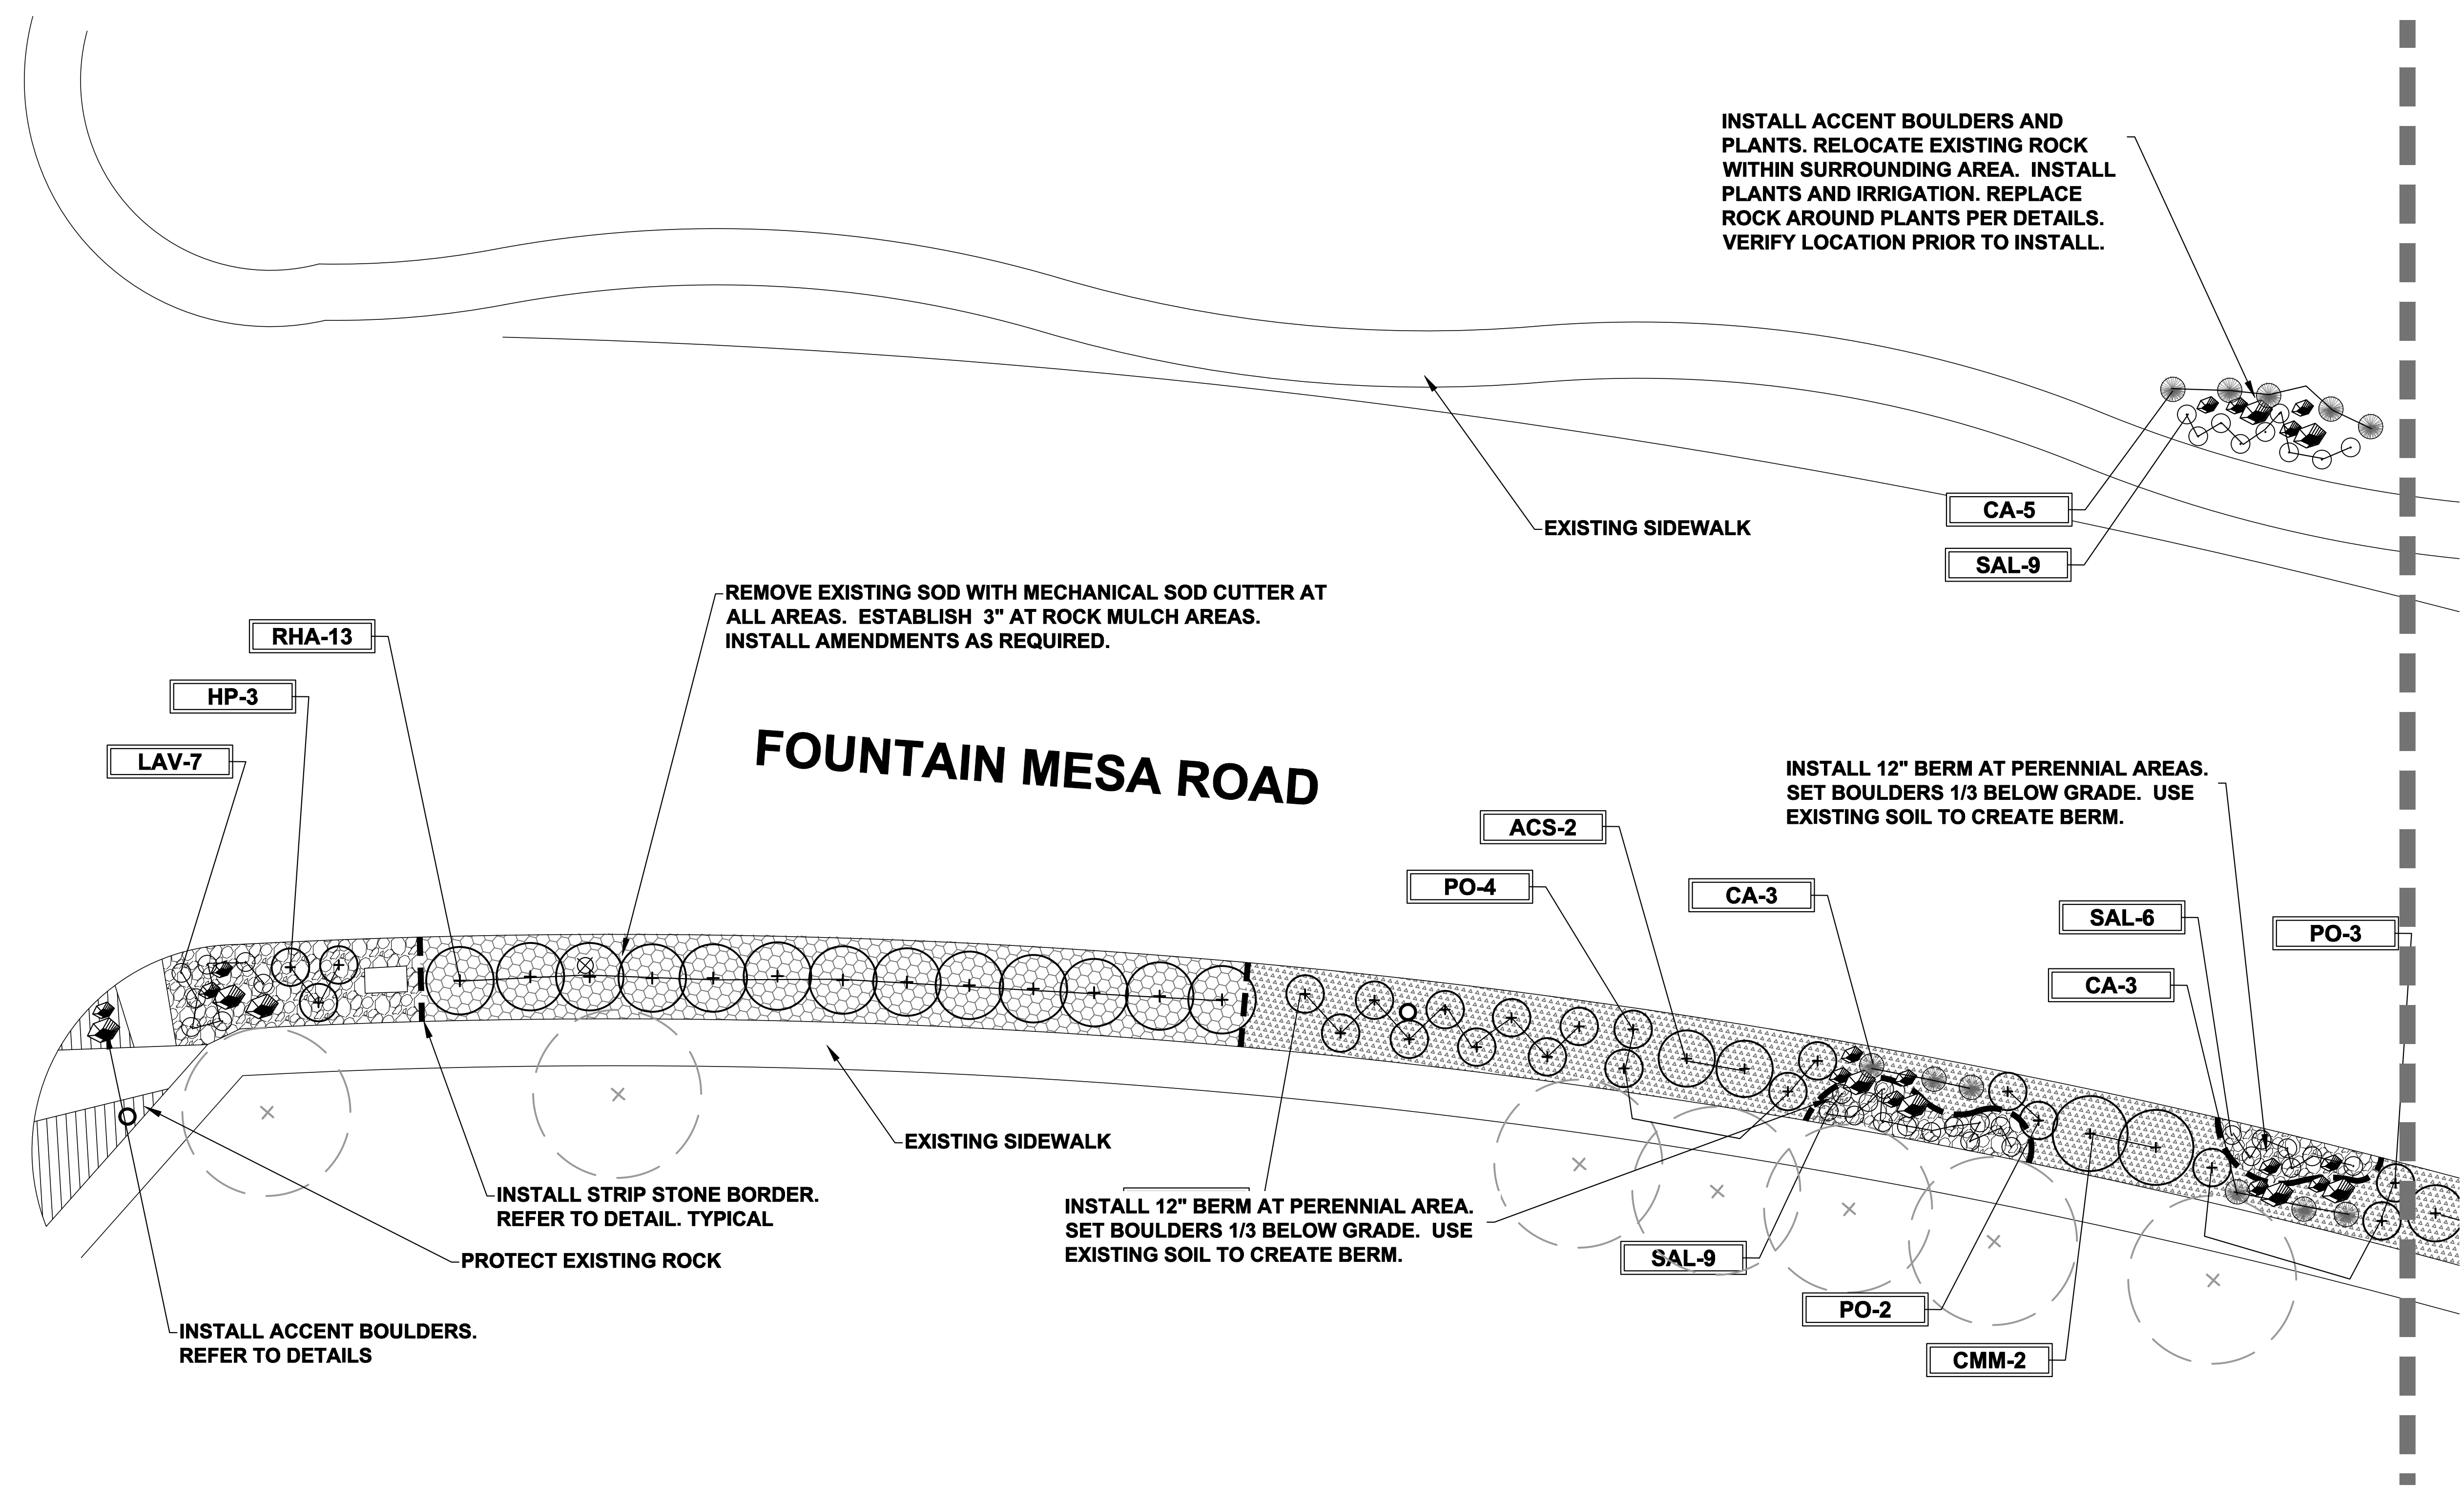 INSTALL ACCENT BOULDERS AND
PLANTS. RELOCATE EXISTING ROCK
WITHIN SURROUNDING AREA. INSTALL
PLANTS AND IRRIGATION. REPLACE
ROCK AROUND PLANTS PER DETAILS.
VERIFY LOCATION PRIOR TO INSTALL.
CA-5
EXISTING SIDEWALK
SAL-9
REMOVE EXISTING SOD WITH MECHANICAL SOD CUTTER AT
ALL AREAS. ESTABLISH 3" AT ROCK MULCH AREAS.
INSTALL AMENDMENTS AS REQUIRED.
RHA-13
HP-3
LAV-7
FOUNTAIN MESA ROAD
INSTALL 12" BERM AT PERENNIAL AREAS.
SET BOULDERS 1/3 BELOW GRADE. USE
EXISTING SOIL TO CREATE BERM.
ACS-2
PO-4
CA-3
SAL-6
PO-3
CA-3
EXISTING SIDEWALK
INSTALL STRIP STONE BORDER.
REFER TO DETAIL. TYPICAL
PROTECT EXISTING ROCK
INSTALL 12" BERM AT PERENNIAL AREA.
SET BOULDERS 1/3 BELOW GRADE. USE
EXISTING SOIL TO CREATE BERM.
SAL-9
PO-2
CMM-2
INSTALL ACCENT BOULDERS.
REFER TO DETAILS